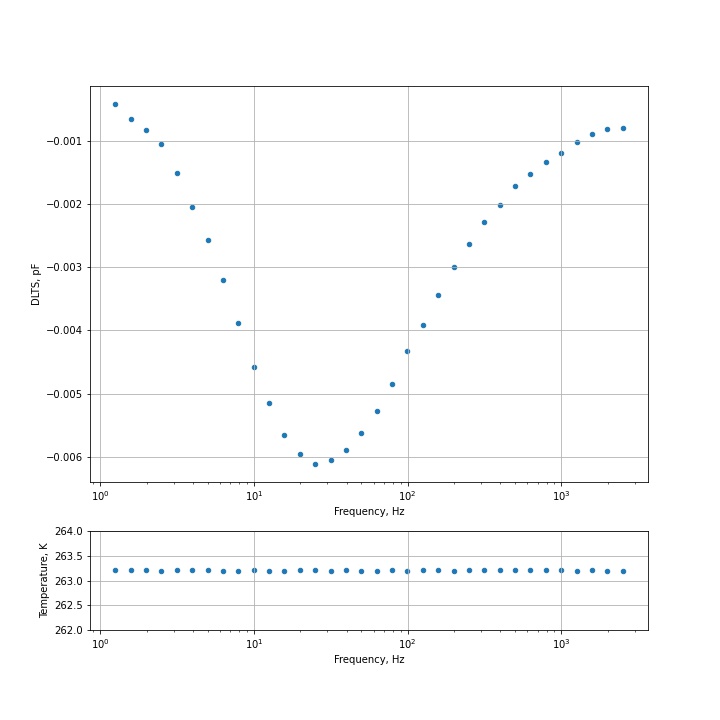 −0.001
−0.002
−0.003
−0.004
−0.005
−0.006
DLTS, pF
10⁰ 10¹ 10² 10³
Frequency, Hz
264.0
263.5
263.0
262.5
262.0
Temperature, K
10⁰ 10¹ 10² 10³
Frequency, Hz